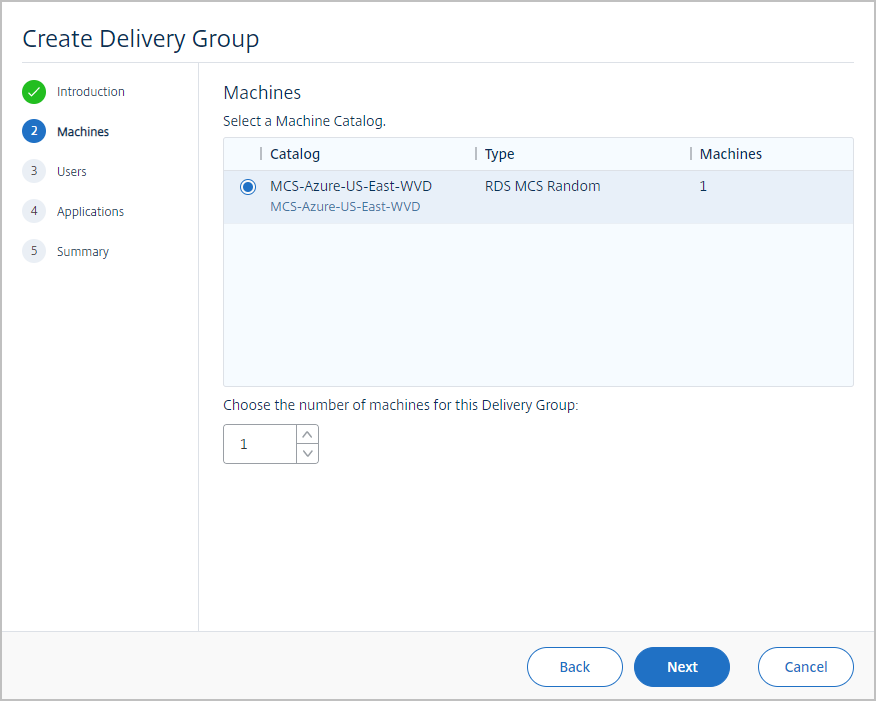 Create Delivery Group
Introduction
2 Machines
3 Users
4 Applications
5 Summary
Machines
Select a Machine Catalog.
Catalog Type Machines
MCS-Azure-US-East-WVD RDS MCS Random 1
MCS-Azure-US-East-WVD
Choose the number of machines for this Delivery Group:
1
Back Next Cancel